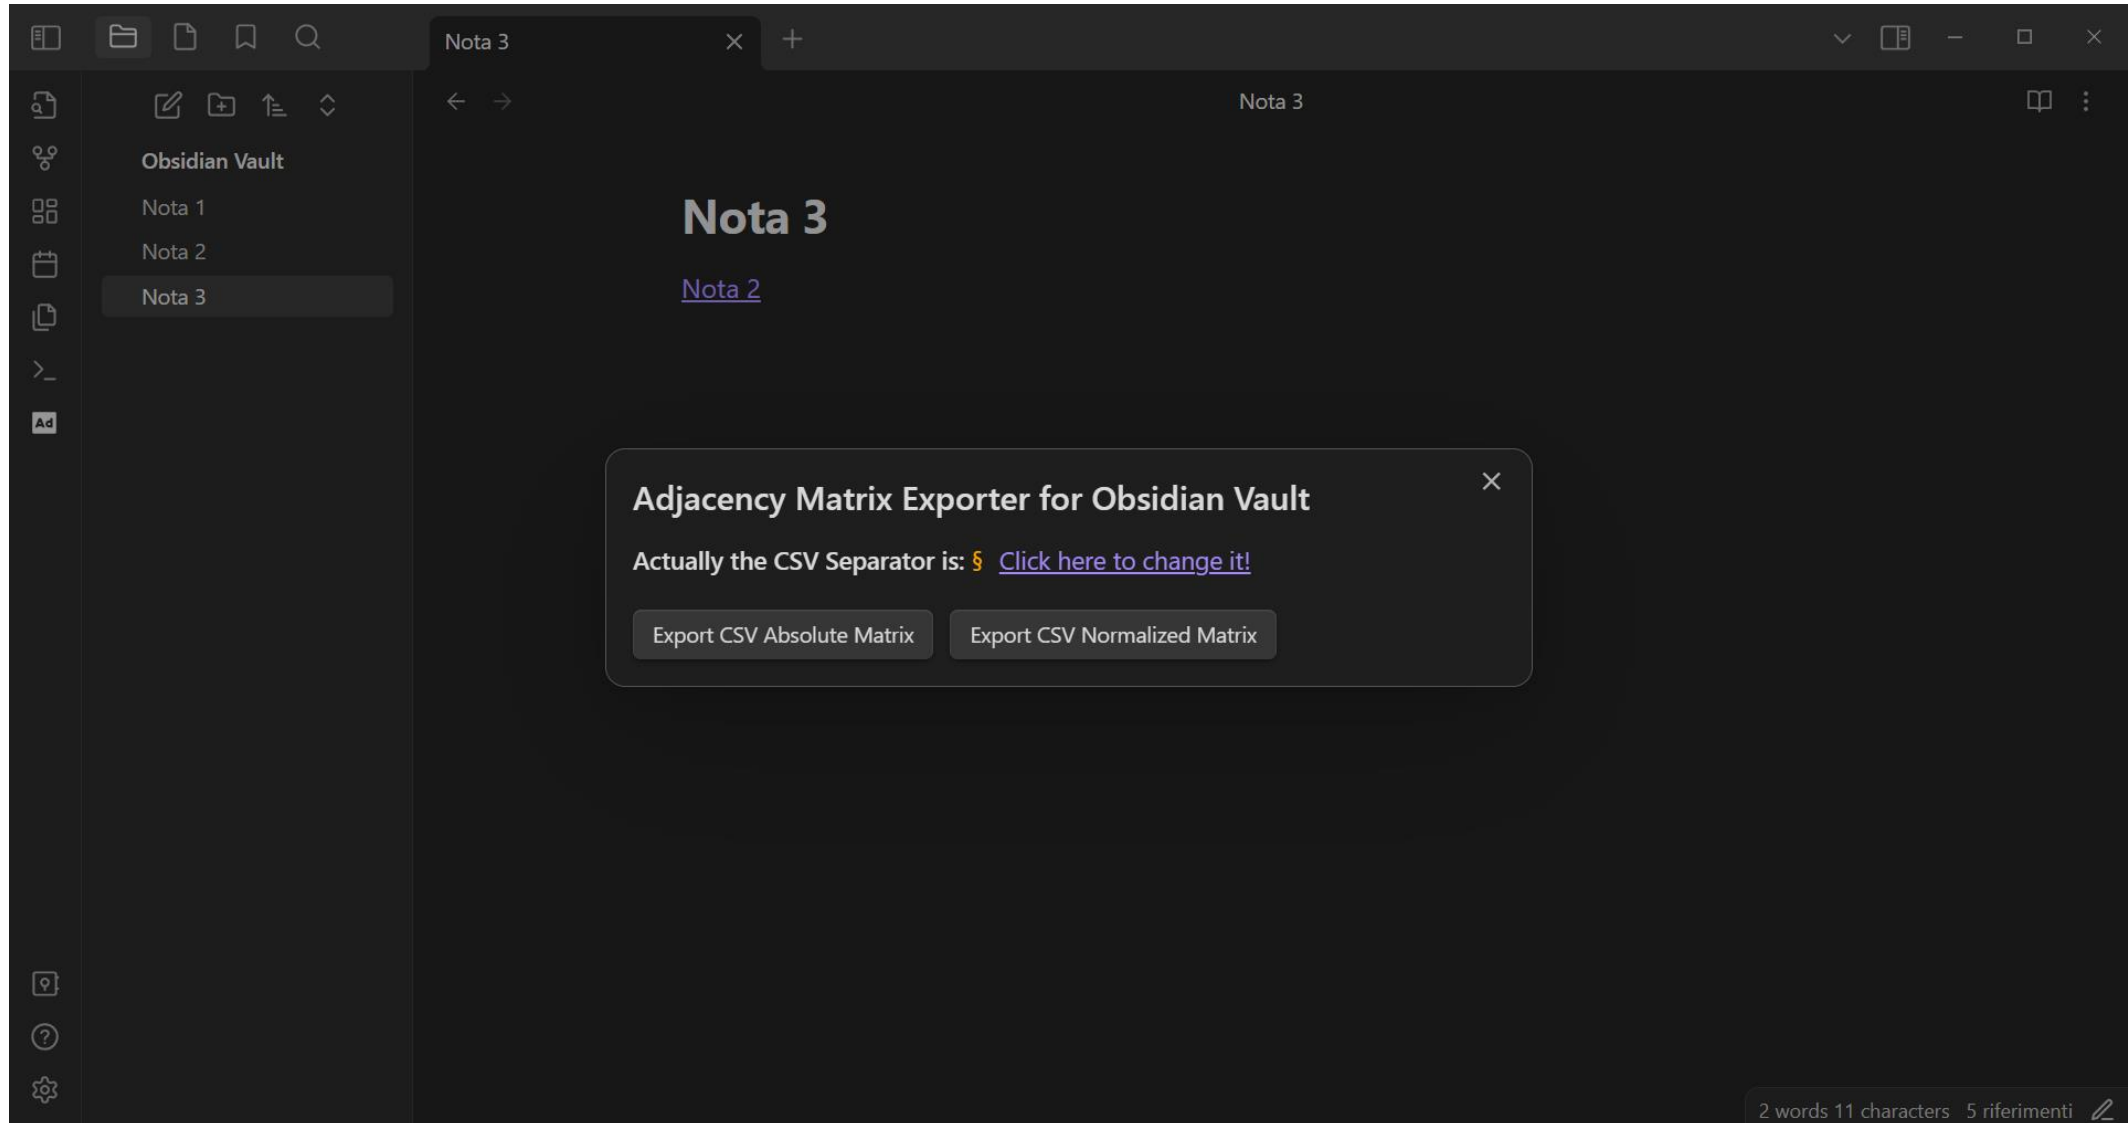 Nota 3
Nota 3
Obsidian Vault
Nota 1
Nota 2
Nota 3
Nota 3
Nota 2
Ad
Adjacency Matrix Exporter for Obsidian Vault
Actually the CSV Separator is: § Click here to change it!
Export CSV Absolute Matrix Export CSV Normalized Matrix
2 words 11 characters 5 riferimenti